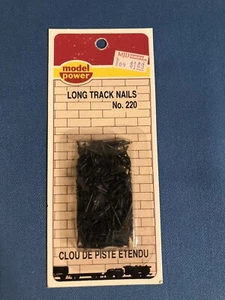 model
power
LONG TRACK NAILS
No. 220
CLOU DE PISTE ETENDU